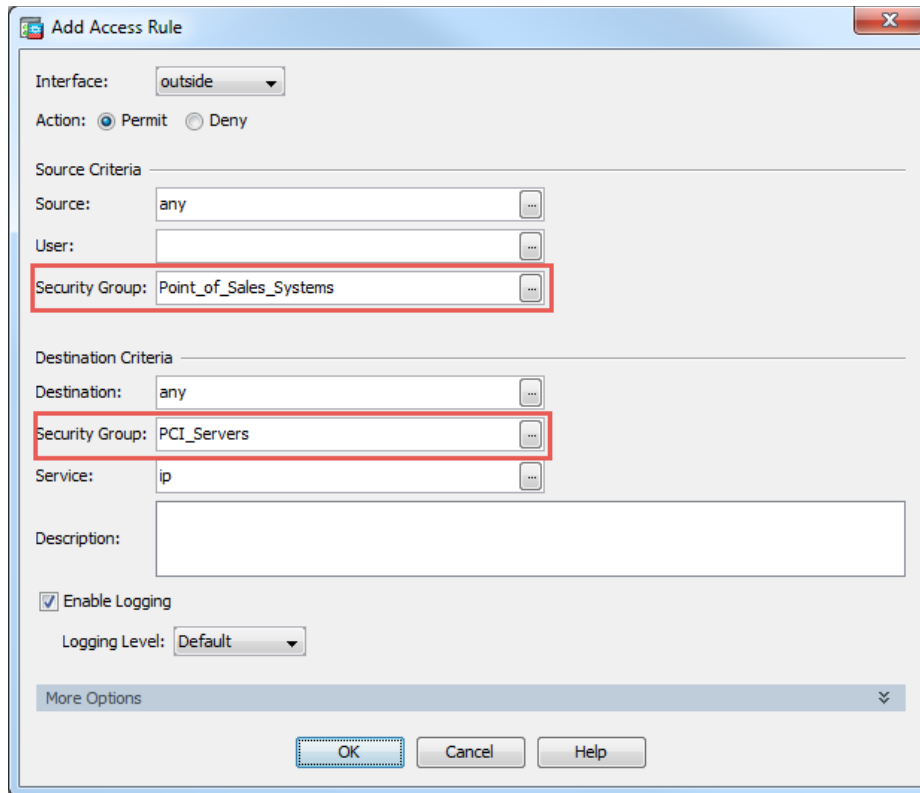 Add Access Rule
Interface: outside
Action: Permit Deny
Source Criteria
Source: any ...
User: ...
Security Group: Point_of_Sales_Systems ...
Destination Criteria
Destination: any ...
Security Group: PCI_Servers ...
Service: ip ...
Description:
Enable Logging
Logging Level: Default
More Options
OK Cancel Help